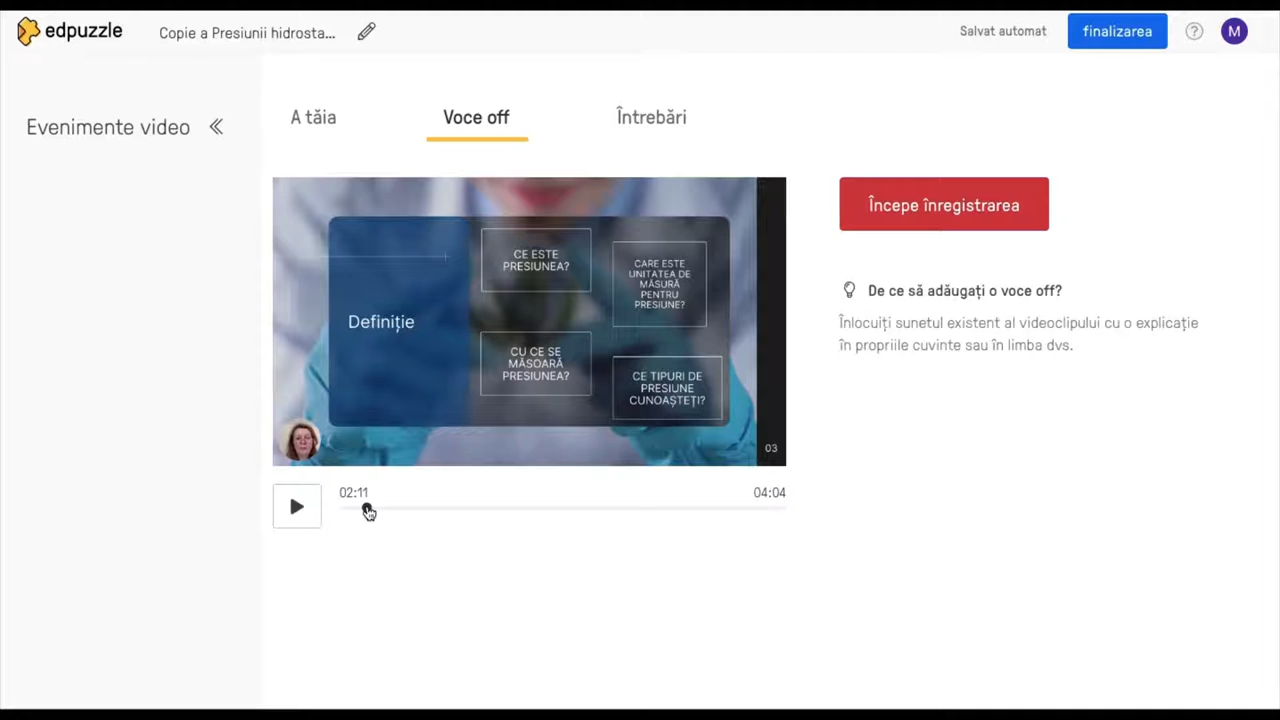 edpuzzle
Copie a Presiunii hidrosta...
Salvat automat
finalizarea
?
M
Evenimente video
A tăia
Voce off
Întrebări
Definiție
CE ESTE
PRESIUNEA?
CARE ESTE
UNITATEA DE
MĂSURĂ
PENTRU
PRESIUNE?
CU CE SE
MĂSOARĂ
PRESIUNEA?
CE TIPURI DE
PRESIUNE
CUNOAȘTEȚI?
03
02:11
04:04
Începe înregistrarea
De ce să adăugați o voce off?
Înlocuiți sunetul existent al videoclipului cu o explicație
în propriile cuvinte sau în limba dvs.